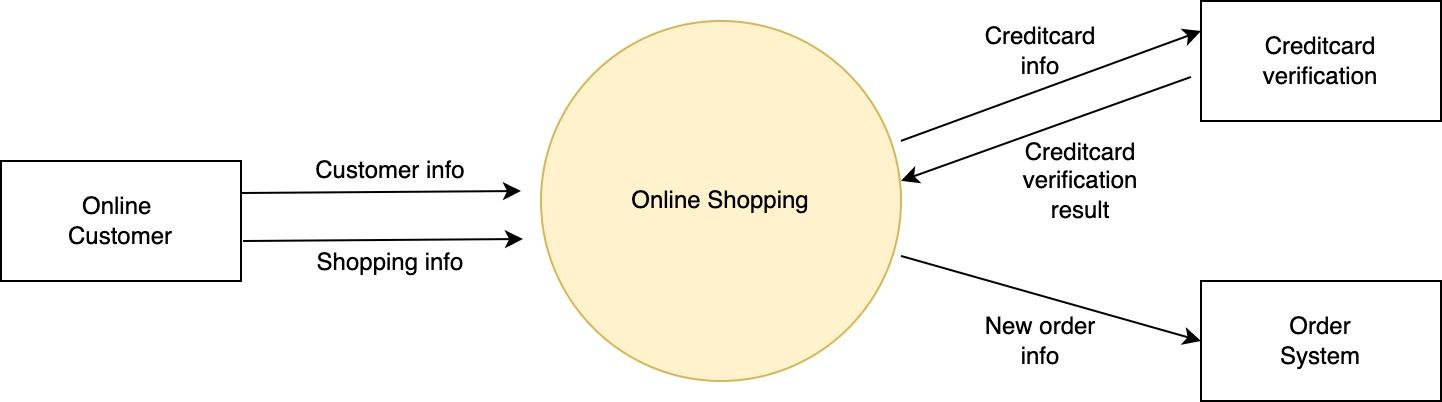 Online
Customer
Customer info
Shopping info
Online Shopping
Creditcard
info
Creditcard
verification
Creditcard
verification
result
New order
info
Order
System